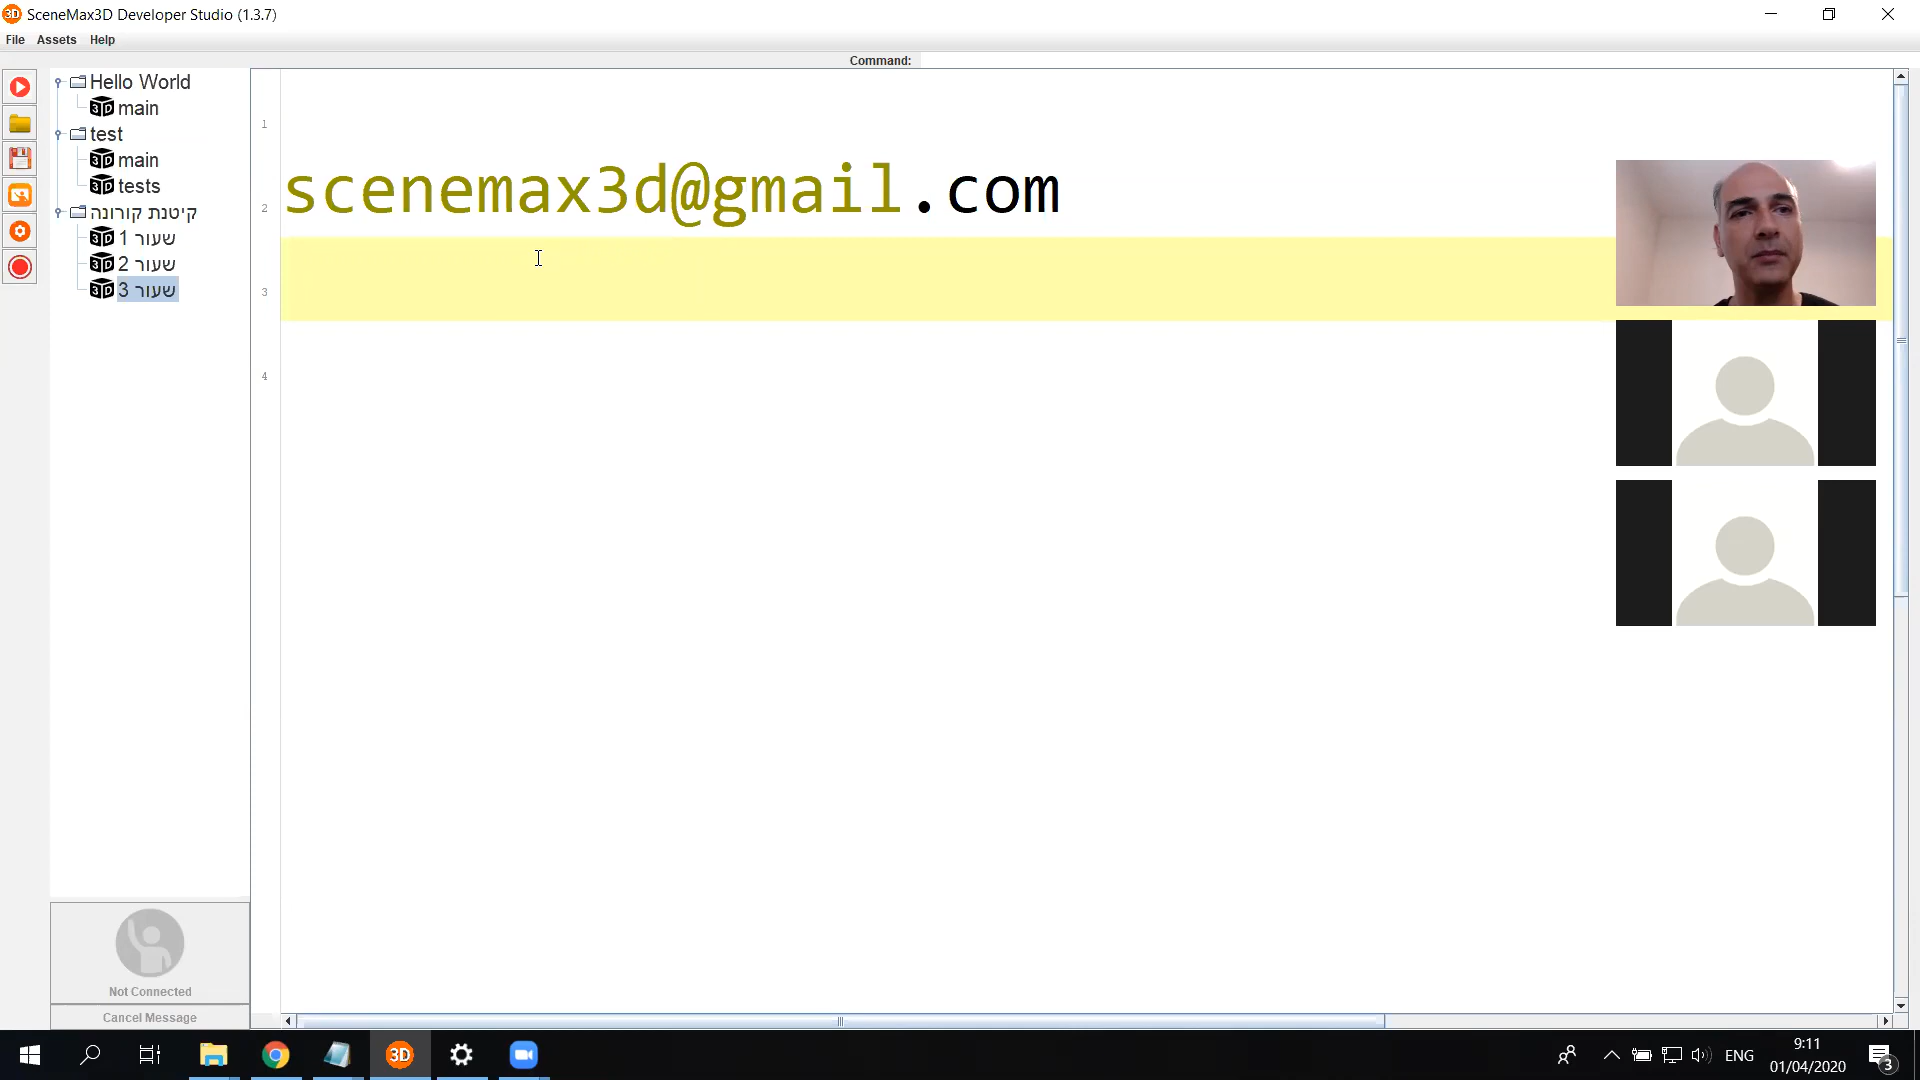 SceneMax3D Developer Studio (1.3.7)
File Assets Help
Command:
Hello World
main
test
main
tests
קיטנת קורונה
שעור 1
שעור 2
שעור 3
1
2
3
4
scenemax3d@gmail.com
Not Connected
Cancel Message
3D
ENG
9:11
01/04/2020
3